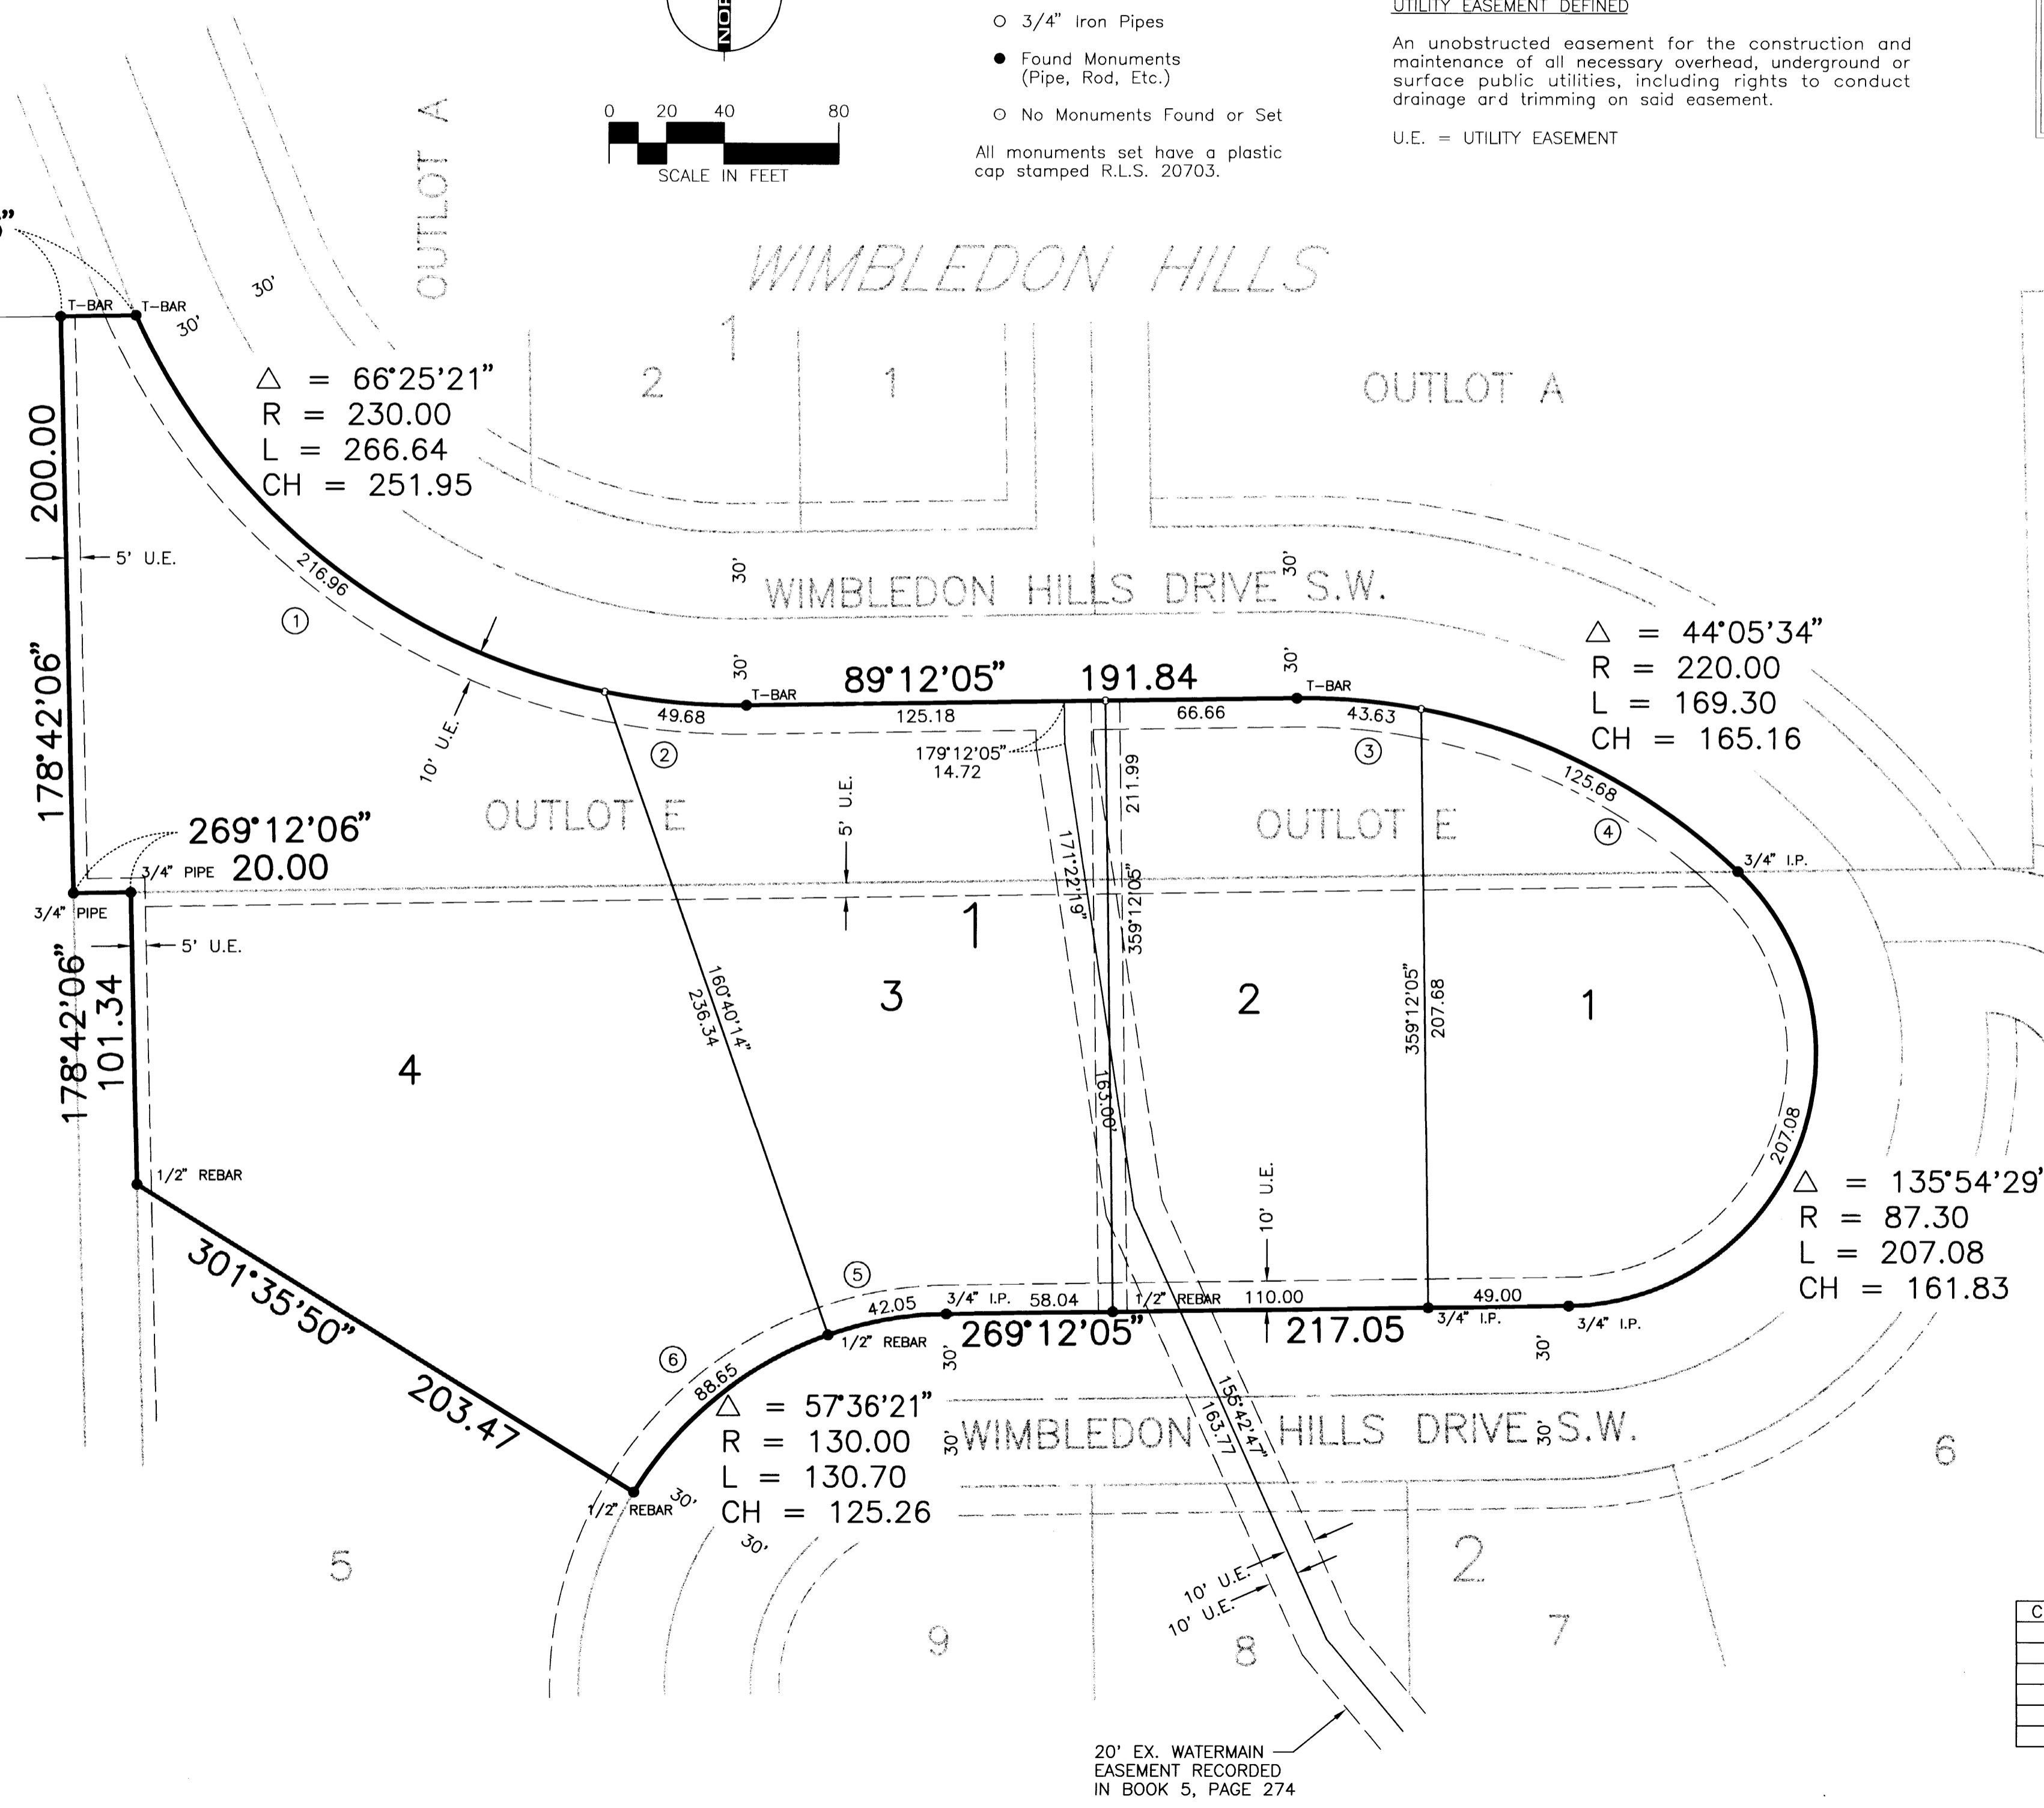 UTILITY EASEMENT DEFINED
An unobstructed easement for the construction and
maintenance of all necessary overhead, underground or
surface public utilities, including rights to conduct
drainage ard trimming on said easement.
U.E. = UTILITY EASEMENT
3/4" Iron Pipes
Found Monuments
(Pipe, Rod, Etc.)
No Monuments Found or Set
All monuments set have a plastic
cap stamped R.L.S. 20703.
0 20 40 80
SCALE IN FEET
OUTLOT A
WIMBLEDON HILLS
1
2
1
OUTLOT A
T-BAR
T-BAR
30'
30'
△ = 66°25'21"
R = 230.00
L = 266.64
CH = 251.95
200.00
178°42'06"
5' U.E.
216.96
1
10' U.E.
30'
30'
WIMBLEDON HILLS DRIVE S.W.
30'
30'
△ = 44°05'34"
R = 220.00
L = 169.30
CH = 165.16
89°12'05" 191.84
T-BAR
T-BAR
49.68
125.18
66.66
43.63
125.68
2
3
4
179°12'05"
14.72
211.99
359°12'05"
171°22'19"
163.00'
OUTLOT E
OUTLOT E
5' U.E.
269°12'06"
20.00
3/4" PIPE
3/4" PIPE
3/4" I.P.
5' U.E.
178°42'06"
101.34
1
4
3
2
1
160°40'14"
236.34
359°12'05"
207.68
207.08
△ = 135°54'29"
R = 87.30
L = 207.08
CH = 161.83
1/2" REBAR
301°35'50"
203.47
5
6
88.65
42.05
3/4" I.P.
58.04
1/2" REBAR
110.00
49.00
10' U.E.
1/2" REBAR
269°12'05"
217.05
3/4" I.P.
3/4" I.P.
30'
30'
30'
30'
△ = 57°36'21"
R = 130.00
L = 130.70
CH = 125.26
WIMBLEDON HILLS DRIVE S.W.
155°42'47"
163.77
1/2" REBAR
30'
30'
10' U.E.
10' U.E.
5
9
8
2
7
6
20' EX. WATERMAIN
EASEMENT RECORDED
IN BOOK 5, PAGE 274